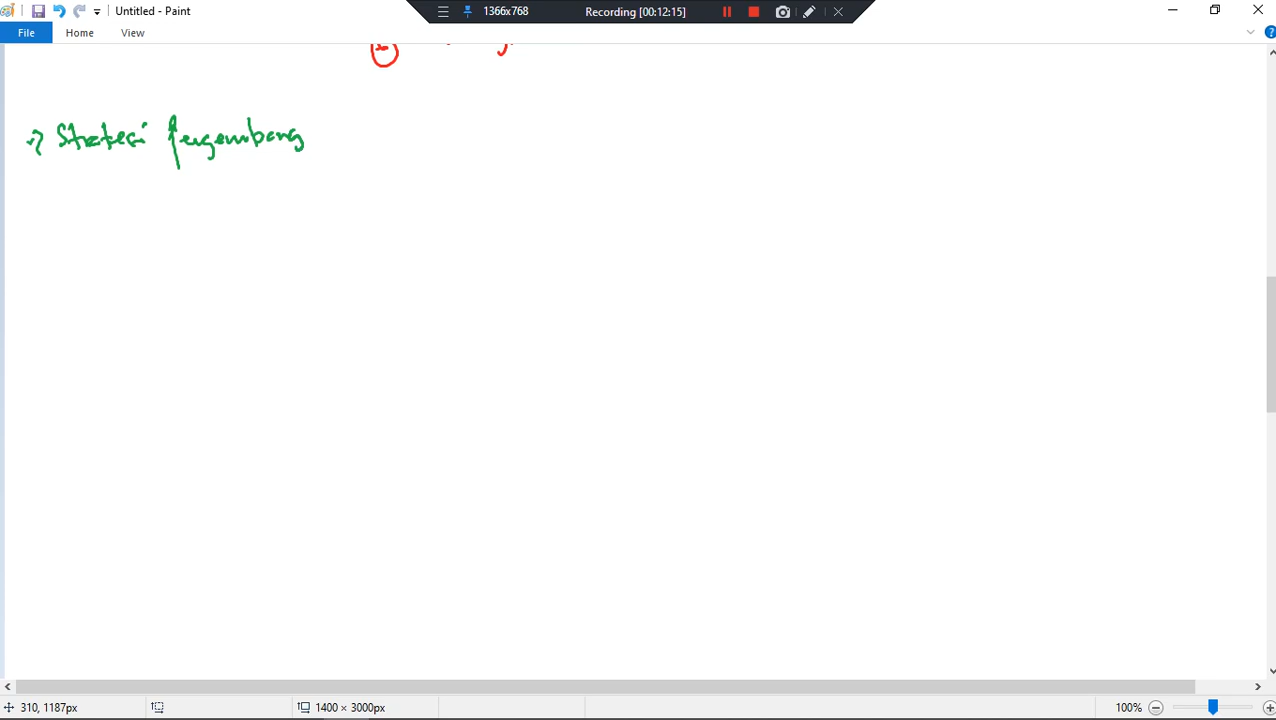 Untitled - Paint
1366x768
Recording [00:12:15]
File
Home
View
Strategi Pengembang
310, 1187px
1400 × 3000px
100%